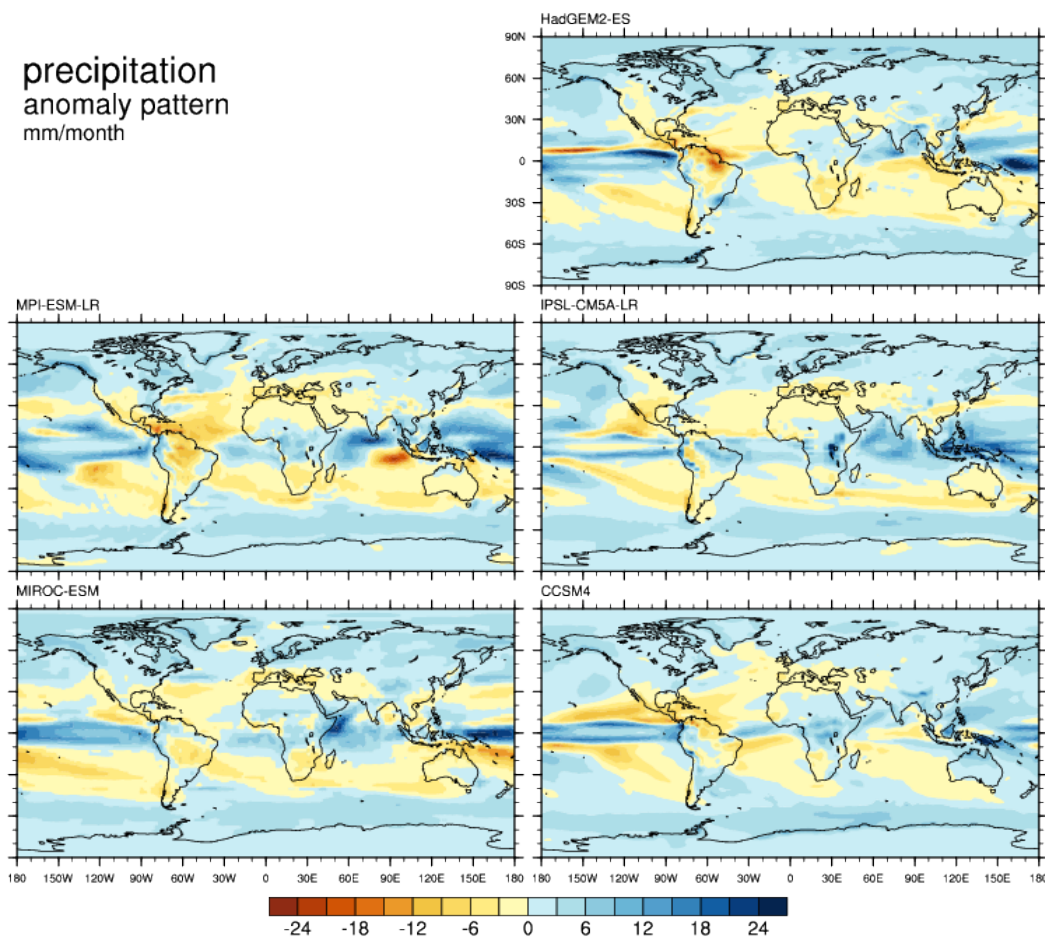 precipitation
anomaly pattern
mm/month
HadGEM2-ES
90N
60N
30N
0
30S
60S
90S
MPI-ESM-LR
IPSL-CM5A-LR
MIROC-ESM
CCSM4
180 150W 120W 90W 60W 30W 0 30E 60E 90E 120E 150E 180
150W 120W 90W 60W 30W 0 30E 60E 90E 120E 150E 180
-24 -18 -12 -6 0 6 12 18 24